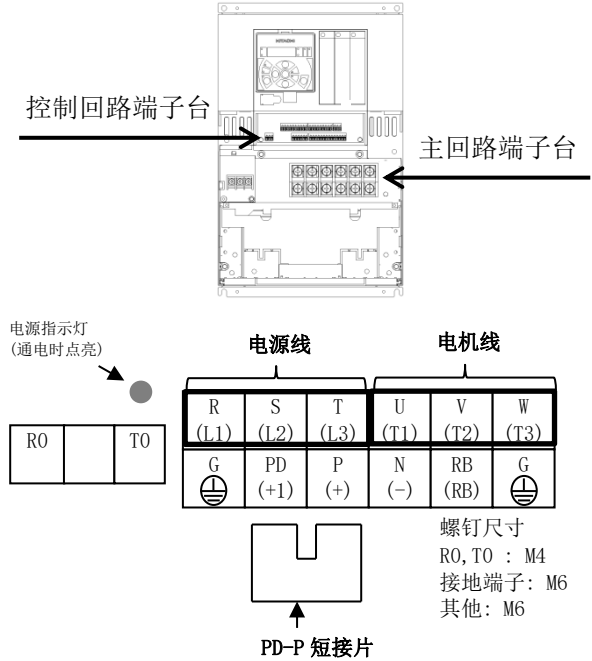 HITACHI
控制回路端子台
主回路端子台
电源指示灯
(通电时点亮)
电源线
电机线
R S T U V W
(L1) (L2) (L3) (T1) (T2) (T3)
R0 T0
G PD P N RB G
(+1) (+) (-) (RB)
螺钉尺寸
R0,T0 : M4
接地端子: M6
其他: M6
PD-P 短接片